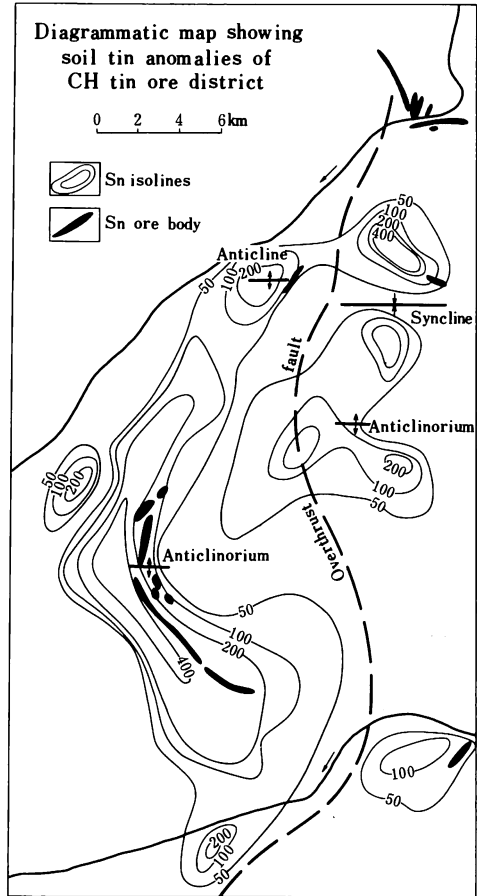 Diagrammatic map showing
soil tin anomalies of
CH tin ore district
0 2 4 6km
Sn isolines
Sn ore body
50
100
200
400
Anticline
50
100
200
Syncline
fault
Anticlinorium
200
100
50
50
100
200
Overthrust
Anticlinorium
50
100
200
400
100
50
200
100
50